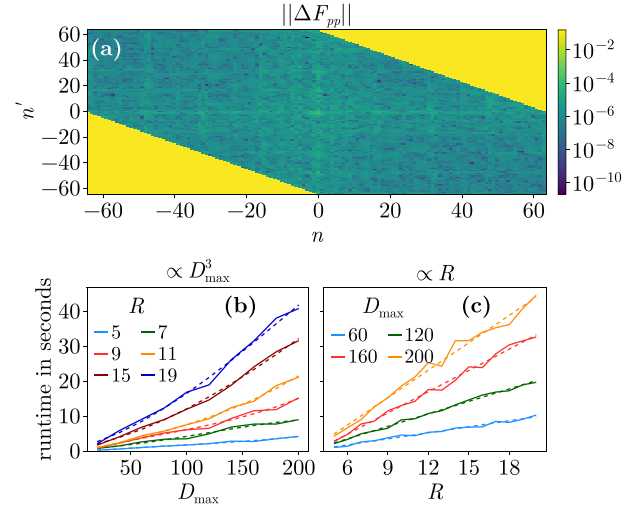 ||ΔF_pp||
(a)
60
40
20
0
−20
−40
−60
n′
−60 −40 −20 0 20 40 60
n
10^−2
10^−4
10^−6
10^−8
10^−10
∝ D^3_max
(b)
R
5 7
9 11
15 19
40
30
20
10
0
runtime in seconds
50 100 150 200
D_max
∝ R
(c)
D_max
60 120
160 200
6 9 12 15 18
R